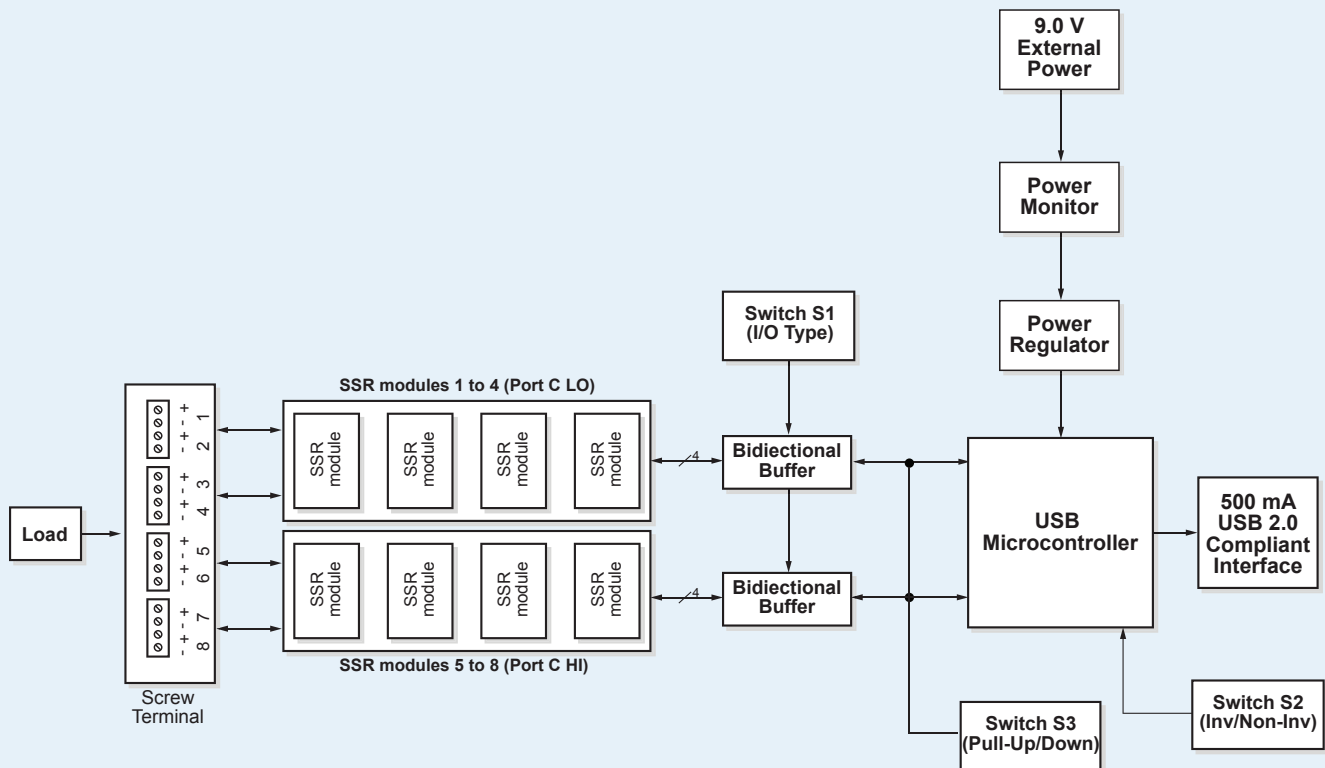 9.0 V
External
Power
Power
Monitor
Power
Regulator
Switch S1
(I/O Type)
SSR modules 1 to 4 (Port C LO)
SSR
module
SSR
module
SSR
module
SSR
module
4
Bidiectional
Buffer
+ 1
-
+ 2
-
+ 3
-
+ 4
-
+ 5
-
+ 6
-
+ 7
-
+ 8
-
Load
USB
Microcontroller
500 mA
USB 2.0
Compliant
Interface
SSR
module
SSR
module
SSR
module
SSR
module
4
Bidiectional
Buffer
SSR modules 5 to 8 (Port C HI)
Screw
Terminal
Switch S3
(Pull-Up/Down)
Switch S2
(Inv/Non-Inv)